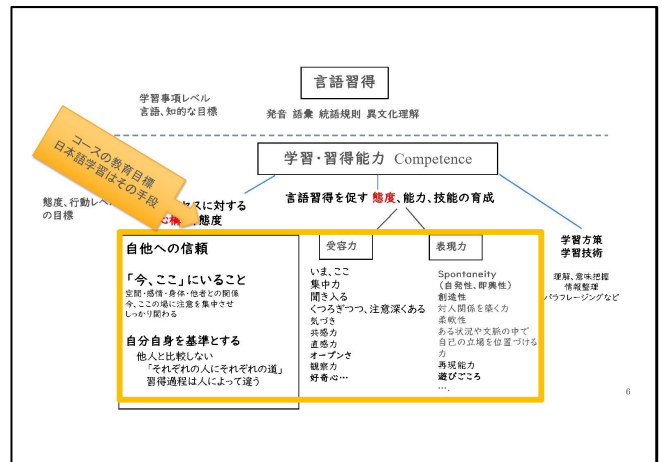 言語習得
学習事項レベル
言語、知的な目標
発音 語彙 統語規則 異文化理解
コースの教育目標
日本語学習はその手段
学習・習得能力 Competence
態度、行動レベ
の目標
スに対する
態度
言語習得を促す 態度、能力、技能の育成
自他への信頼
「今、ここ」にいること
空間・感情・身体・他者との関係
今、ここの場に注意を集中させ
しっかり関わる
自分自身を基準とする
他人と比較しない
「それぞれの人にそれぞれの道」
習得過程は人によって違う
受容力
いま、ここ
集中力
聞き入る
くつろぎつつ、注意深くある
気づき
共感力
直感力
オープンさ
観察力
好奇心…
表現力
Spontaneity
(自発性、即興性)
創造性
対人関係を築く力
柔軟性
ある状況や文脈の中で
自己の立場を位置づける
力
再現能力
遊びごころ
….
学習方策
学習技術
理解、意味把握
情報整理
パラフレージングなど
6